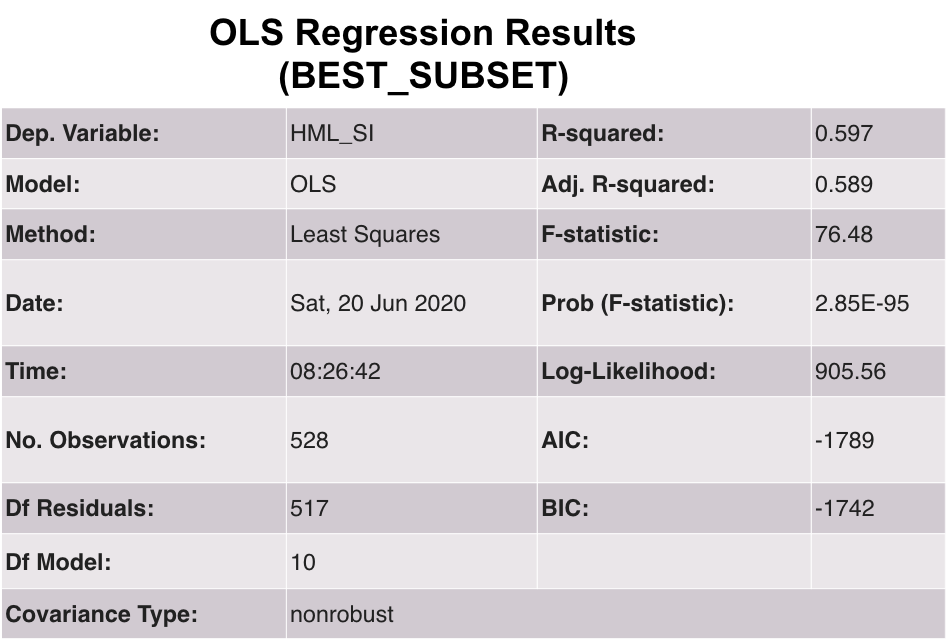 OLS Regression Results
(BEST_SUBSET)
Dep. Variable: HML_SI R-squared: 0.597
Model: OLS Adj. R-squared: 0.589
Method: Least Squares F-statistic: 76.48
Date: Sat, 20 Jun 2020 Prob (F-statistic): 2.85E-95
Time: 08:26:42 Log-Likelihood: 905.56
No. Observations: 528 AIC: -1789
Df Residuals: 517 BIC: -1742
Df Model: 10
Covariance Type: nonrobust